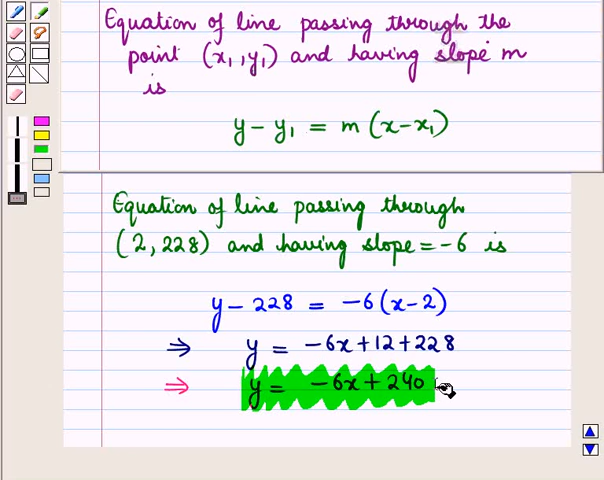 Equation of line passing through the
point (x₁, y₁) and having slope m
is
y - y₁ = m (x - x₁)
Equation of line passing through
(2, 228) and having slope = -6 is
y - 228 = -6(x - 2)
⇒ y = -6x + 12 + 228
⇒ y = -6x + 240